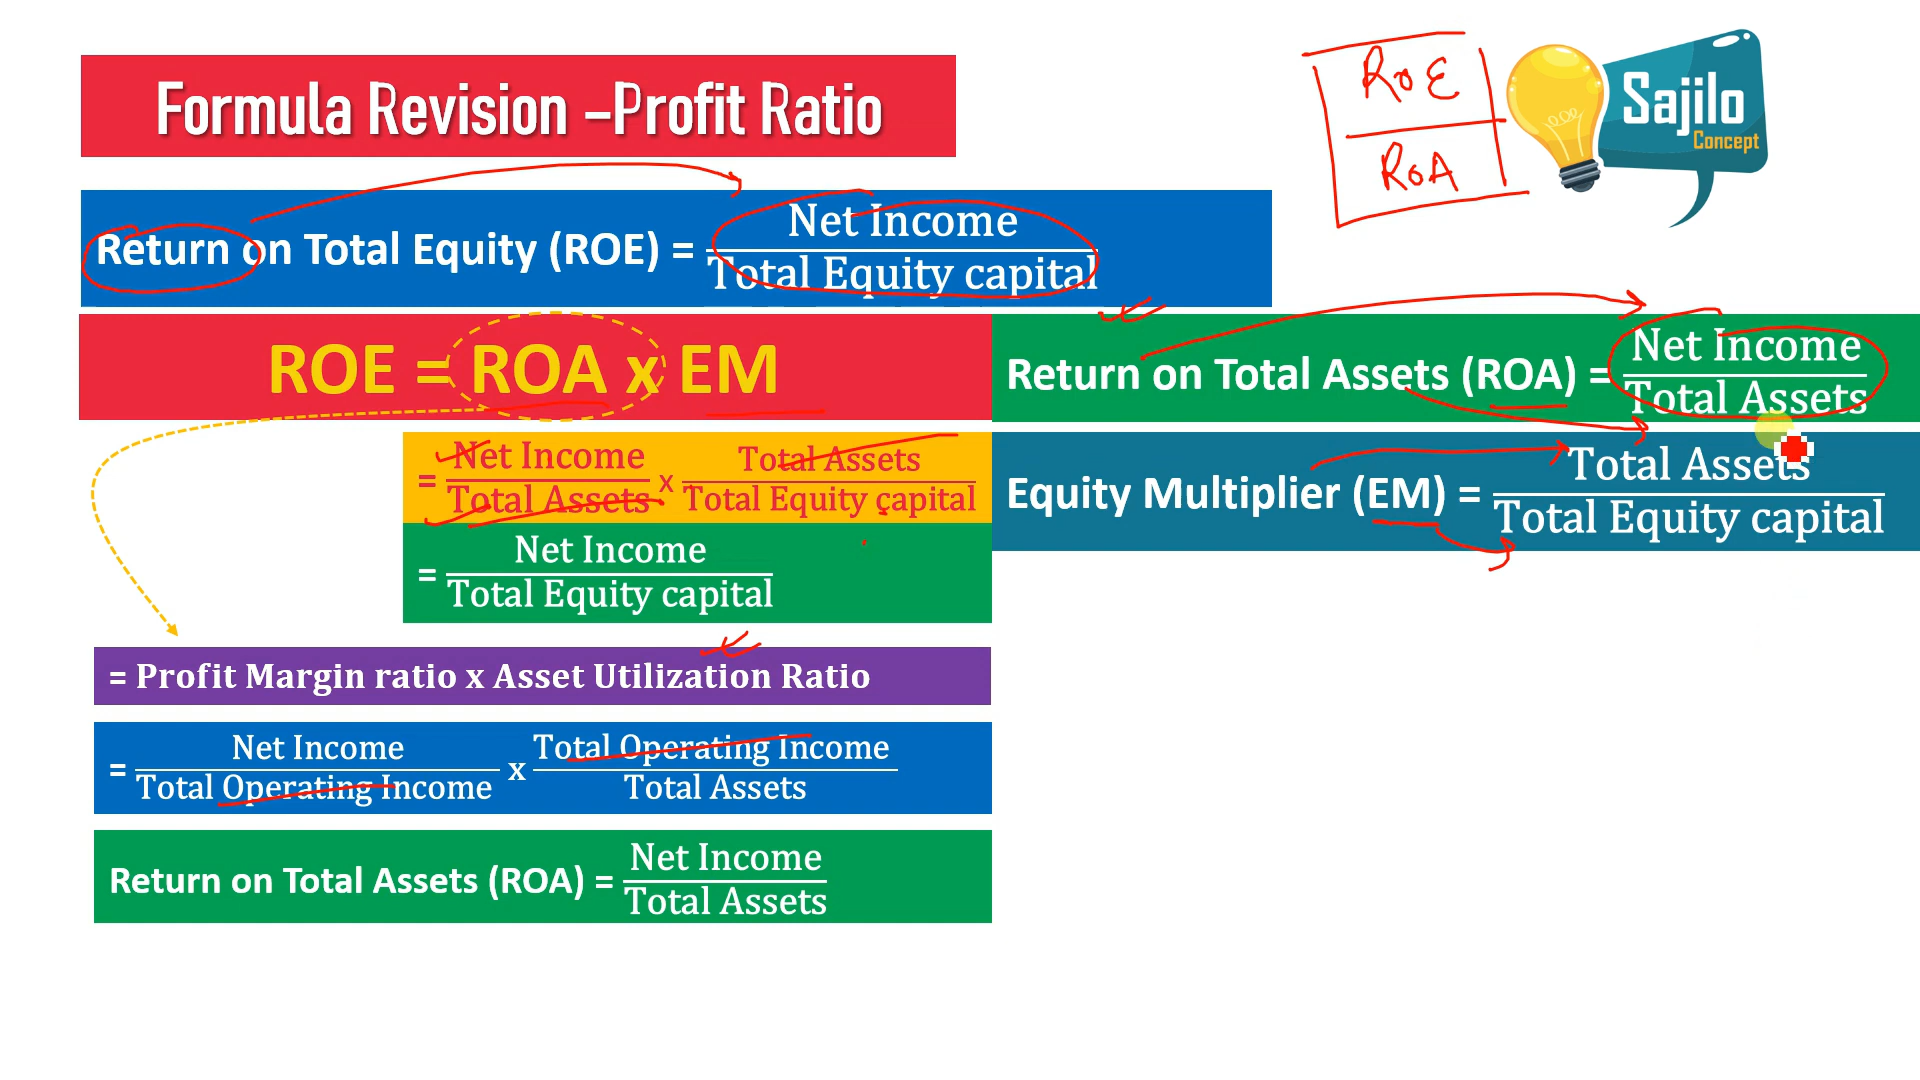 Formula Revision –Profit Ratio
RoE
RoA
Sajilo
Concept
Return on Total Equity (ROE) = Net Income / Total Equity capital
ROE = ROA x EM
Return on Total Assets (ROA) = Net Income / Total Assets
= Net Income / Total Assets x Total Assets / Total Equity capital
Equity Multiplier (EM) = Total Assets / Total Equity capital
= Net Income / Total Equity capital
= Profit Margin ratio x Asset Utilization Ratio
= Net Income / Total Operating Income x Total Operating Income / Total Assets
Return on Total Assets (ROA) = Net Income / Total Assets